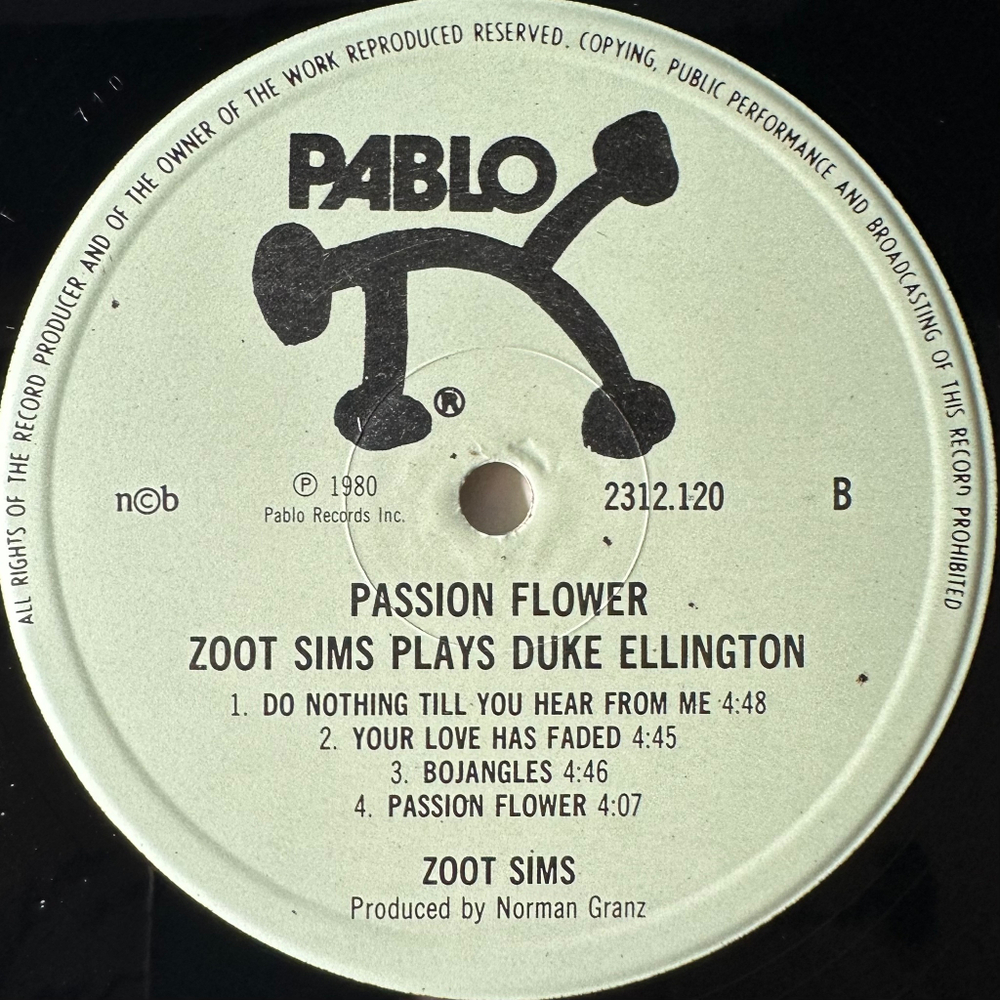 ALL RIGHTS OF THE RECORD PRODUCER AND OF THE OWNER OF THE WORK REPRODUCED RESERVED. COPYING, PUBLIC PERFORMANCE AND BROADCASTING OF THIS RECORD PROHIBITED
PABLO
®
n©b
℗ 1980
Pablo Records Inc.
2312.120
B
PASSION FLOWER
ZOOT SIMS PLAYS DUKE ELLINGTON
1. DO NOTHING TILL YOU HEAR FROM ME 4:48
2. YOUR LOVE HAS FADED 4:45
3. BOJANGLES 4:46
4. PASSION FLOWER 4:07
ZOOT SIMS
Produced by Norman Granz